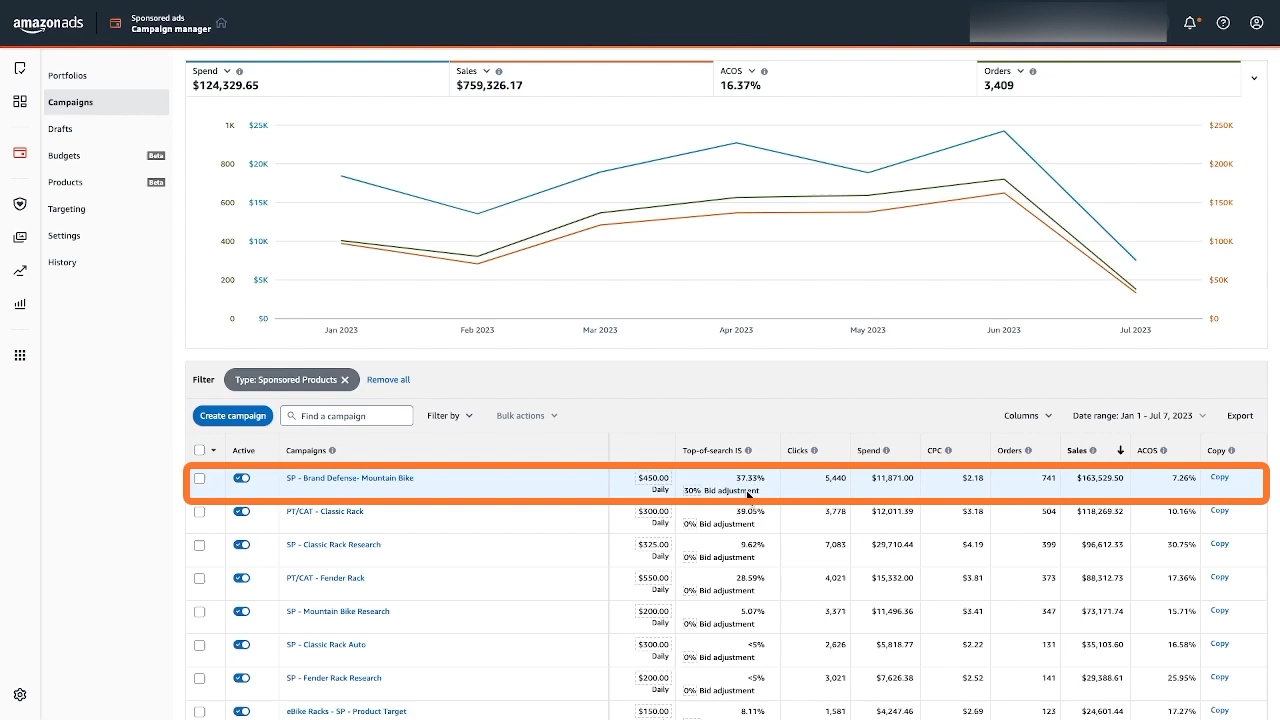 amazon ads
Sponsored ads
Campaign manager
Portfolios
Campaigns
Drafts
Budgets Beta
Products Beta
Targeting
Settings
History
Spend Sales ACOS Orders
$124,329.65 $759,326.17 16.37% 3,409
1K $25K $250K
800 $20K $200K
600 $15K $150K
400 $10K $100K
200 $5K $50K
0 $0 $0
Jan 2023 Feb 2023 Mar 2023 Apr 2023 May 2023 Jun 2023 Jul 2023
Filter Type: Sponsored Products Remove all
Create campaign Find a campaign Filter by Bulk actions Columns Date range: Jan 1 - Jul 7, 2023 Export
Active Campaigns Top-of-search IS Clicks Spend CPC Orders Sales ACOS Copy
SP - Brand Defense- Mountain Bike $450.00 37.33% 5,440 $11,871.00 $2.18 741 $163,529.50 7.26% Copy
Daily 30% Bid adjustment
PT/CAT - Classic Rack $300.00 39.05% 3,778 $12,011.39 $3.18 504 $118,269.32 10.16% Copy
Daily 0% Bid adjustment
SP - Classic Rack Research $325.00 9.62% 7,083 $29,710.44 $4.19 399 $96,612.33 30.75% Copy
Daily 0% Bid adjustment
PT/CAT - Fender Rack $550.00 28.59% 4,021 $15,332.00 $3.81 373 $88,312.73 17.36% Copy
Daily 0% Bid adjustment
SP - Mountain Bike Research $200.00 5.07% 3,371 $11,496.36 $3.41 347 $73,171.74 15.71% Copy
Daily 0% Bid adjustment
SP - Classic Rack Auto $300.00 <5% 2,626 $5,818.77 $2.22 131 $35,103.60 16.58% Copy
Daily 0% Bid adjustment
SP - Fender Rack Research $200.00 <5% 3,021 $7,626.38 $2.52 141 $29,388.61 25.95% Copy
Daily 0% Bid adjustment
eBike Racks - SP - Product Target $150.00 8.11% 1,581 $4,247.46 $2.69 123 $24,601.44 17.27% Copy